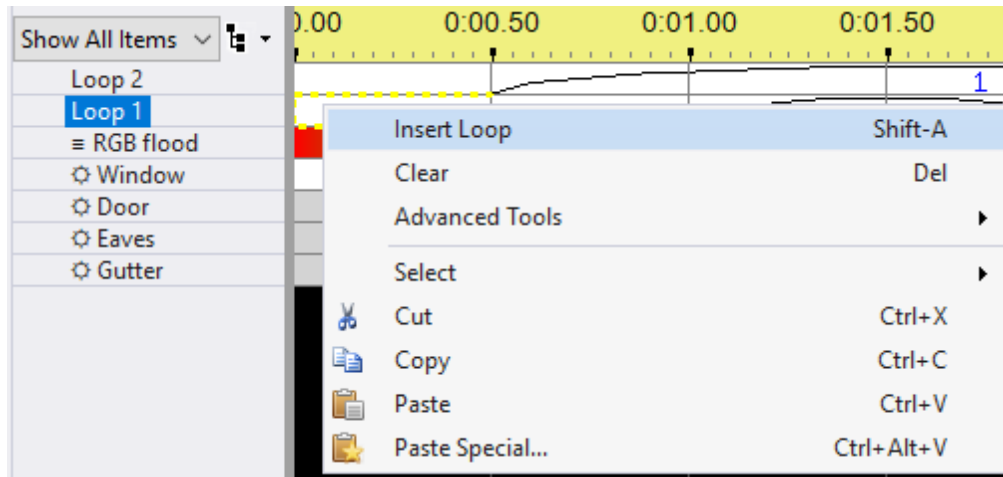 Show All Items
0.00 0:00.50 0:01.00 0:01.50
Loop 2
1
Loop 1
RGB flood
Window
Door
Eaves
Gutter
Insert Loop Shift-A
Clear Del
Advanced Tools
Select
Cut Ctrl+X
Copy Ctrl+C
Paste Ctrl+V
Paste Special... Ctrl+Alt+V